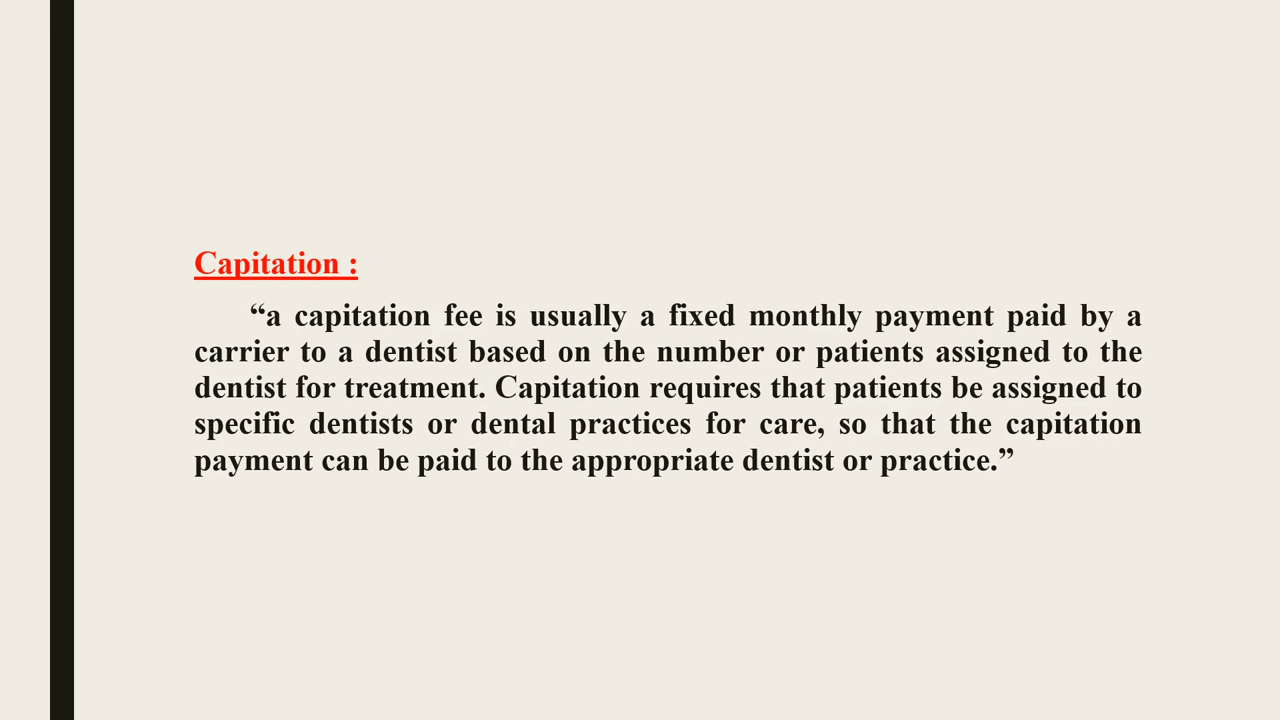 Capitation :
“a capitation fee is usually a fixed monthly payment paid by a
carrier to a dentist based on the number or patients assigned to the
dentist for treatment. Capitation requires that patients be assigned to
specific dentists or dental practices for care, so that the capitation
payment can be paid to the appropriate dentist or practice.”